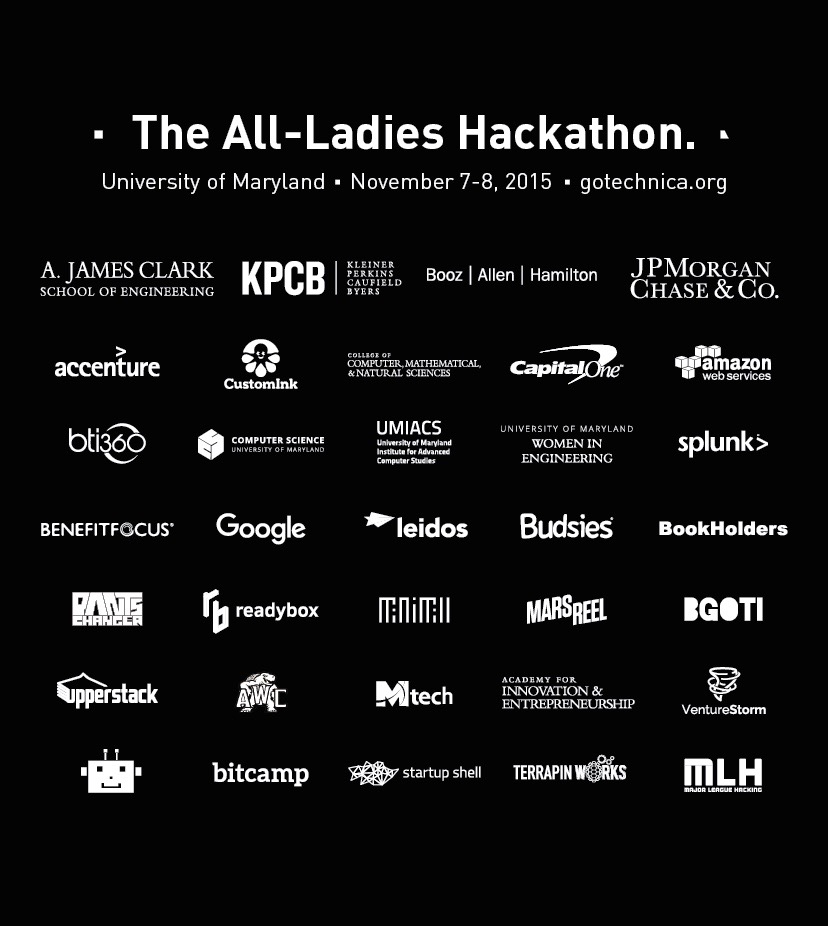 The All-Ladies Hackathon.
University of Maryland ▪ November 7-8, 2015 ▪ gotechnica.org
A. JAMES CLARK
SCHOOL OF ENGINEERING
KPCB
KLEINER
PERKINS
CAUFIELD
BYERS
Booz | Allen | Hamilton
JPMORGAN
CHASE & CO.
accenture
CustomInk
COLLEGE OF
COMPUTER, MATHEMATICAL,
& NATURAL SCIENCES
Capital One
amazon
web services
bti360
COMPUTER SCIENCE
UNIVERSITY OF MARYLAND
UMIACS
University of Maryland
Institute for Advanced
Computer Studies
UNIVERSITY OF MARYLAND
WOMEN IN
ENGINEERING
splunk>
BENEFITFOCUS®
Google
leidos
Budsies
BookHolders
PANTS
CHANGER
rb readybox
MARSREEL
BGOTI
upperstack
AWC
Mtech
ACADEMY FOR
INNOVATION &
ENTREPRENEURSHIP
VentureStorm
bitcamp
startup shell
TERRAPIN WORKS
MLH
MAJOR LEAGUE HACKING